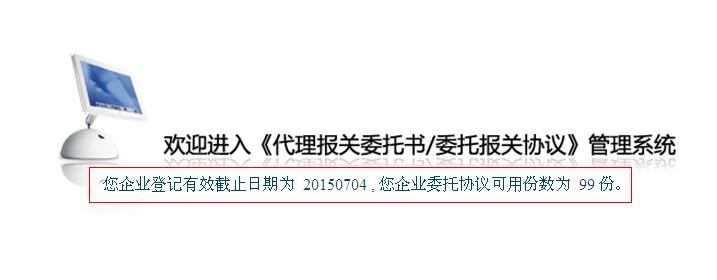 欢迎进入《代理报关委托书/委托报关协议》管理系统
您企业登记有效截止日期为 20150704 , 您企业委托协议可用份数为 99 份。